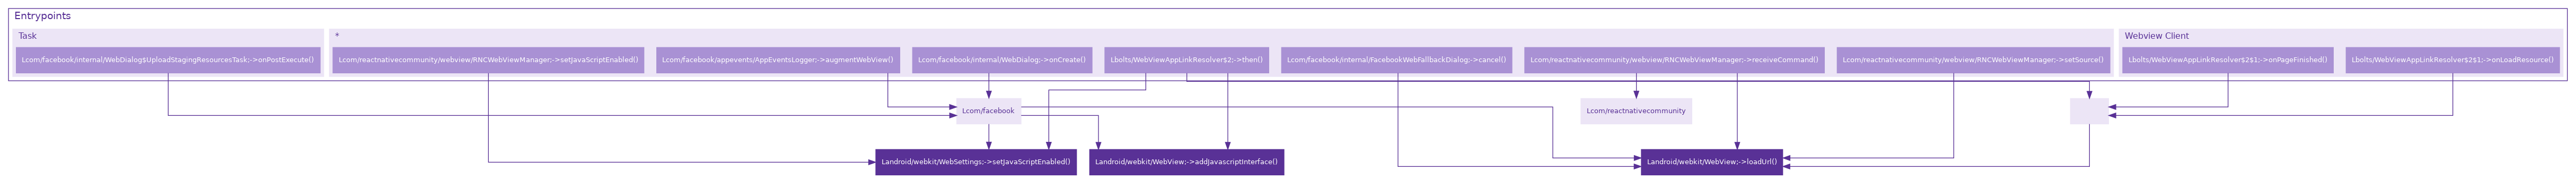 Entrypoints
Task
*
Webview Client
Lcom/facebook/internal/WebDialog$UploadStagingResourcesTask;->onPostExecute()
Lcom/reactnativecommunity/webview/RNCWebViewManager;->setJavaScriptEnabled()
Lcom/facebook/appevents/AppEventsLogger;->augmentWebView()
Lcom/facebook/internal/WebDialog;->onCreate()
Lbolts/WebViewAppLinkResolver$2;->then()
Lcom/facebook/internal/FacebookWebFallbackDialog;->cancel()
Lcom/reactnativecommunity/webview/RNCWebViewManager;->receiveCommand()
Lcom/reactnativecommunity/webview/RNCWebViewManager;->setSource()
Lbolts/WebViewAppLinkResolver$2$1;->onPageFinished()
Lbolts/WebViewAppLinkResolver$2$1;->onLoadResource()
Lcom/facebook
Lcom/reactnativecommunity
Landroid/webkit/WebSettings;->setJavaScriptEnabled()
Landroid/webkit/WebView;->addJavascriptInterface()
Landroid/webkit/WebView;->loadUrl()